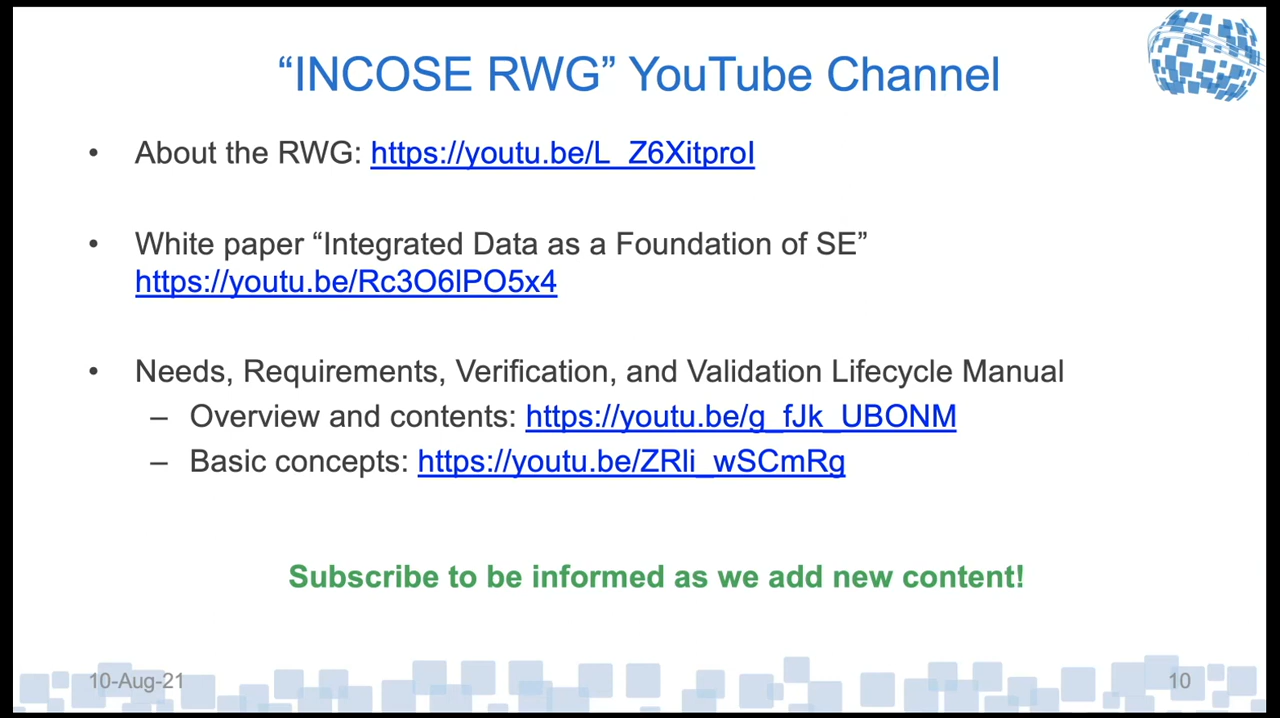 “INCOSE RWG” YouTube Channel
• About the RWG: https://youtu.be/L_Z6XitproI
• White paper “Integrated Data as a Foundation of SE”
https://youtu.be/Rc3O6lPO5x4
• Needs, Requirements, Verification, and Validation Lifecycle Manual
– Overview and contents: https://youtu.be/g_fJk_UBONM
– Basic concepts: https://youtu.be/ZRli_wSCmRg
Subscribe to be informed as we add new content!
10-Aug-21
10